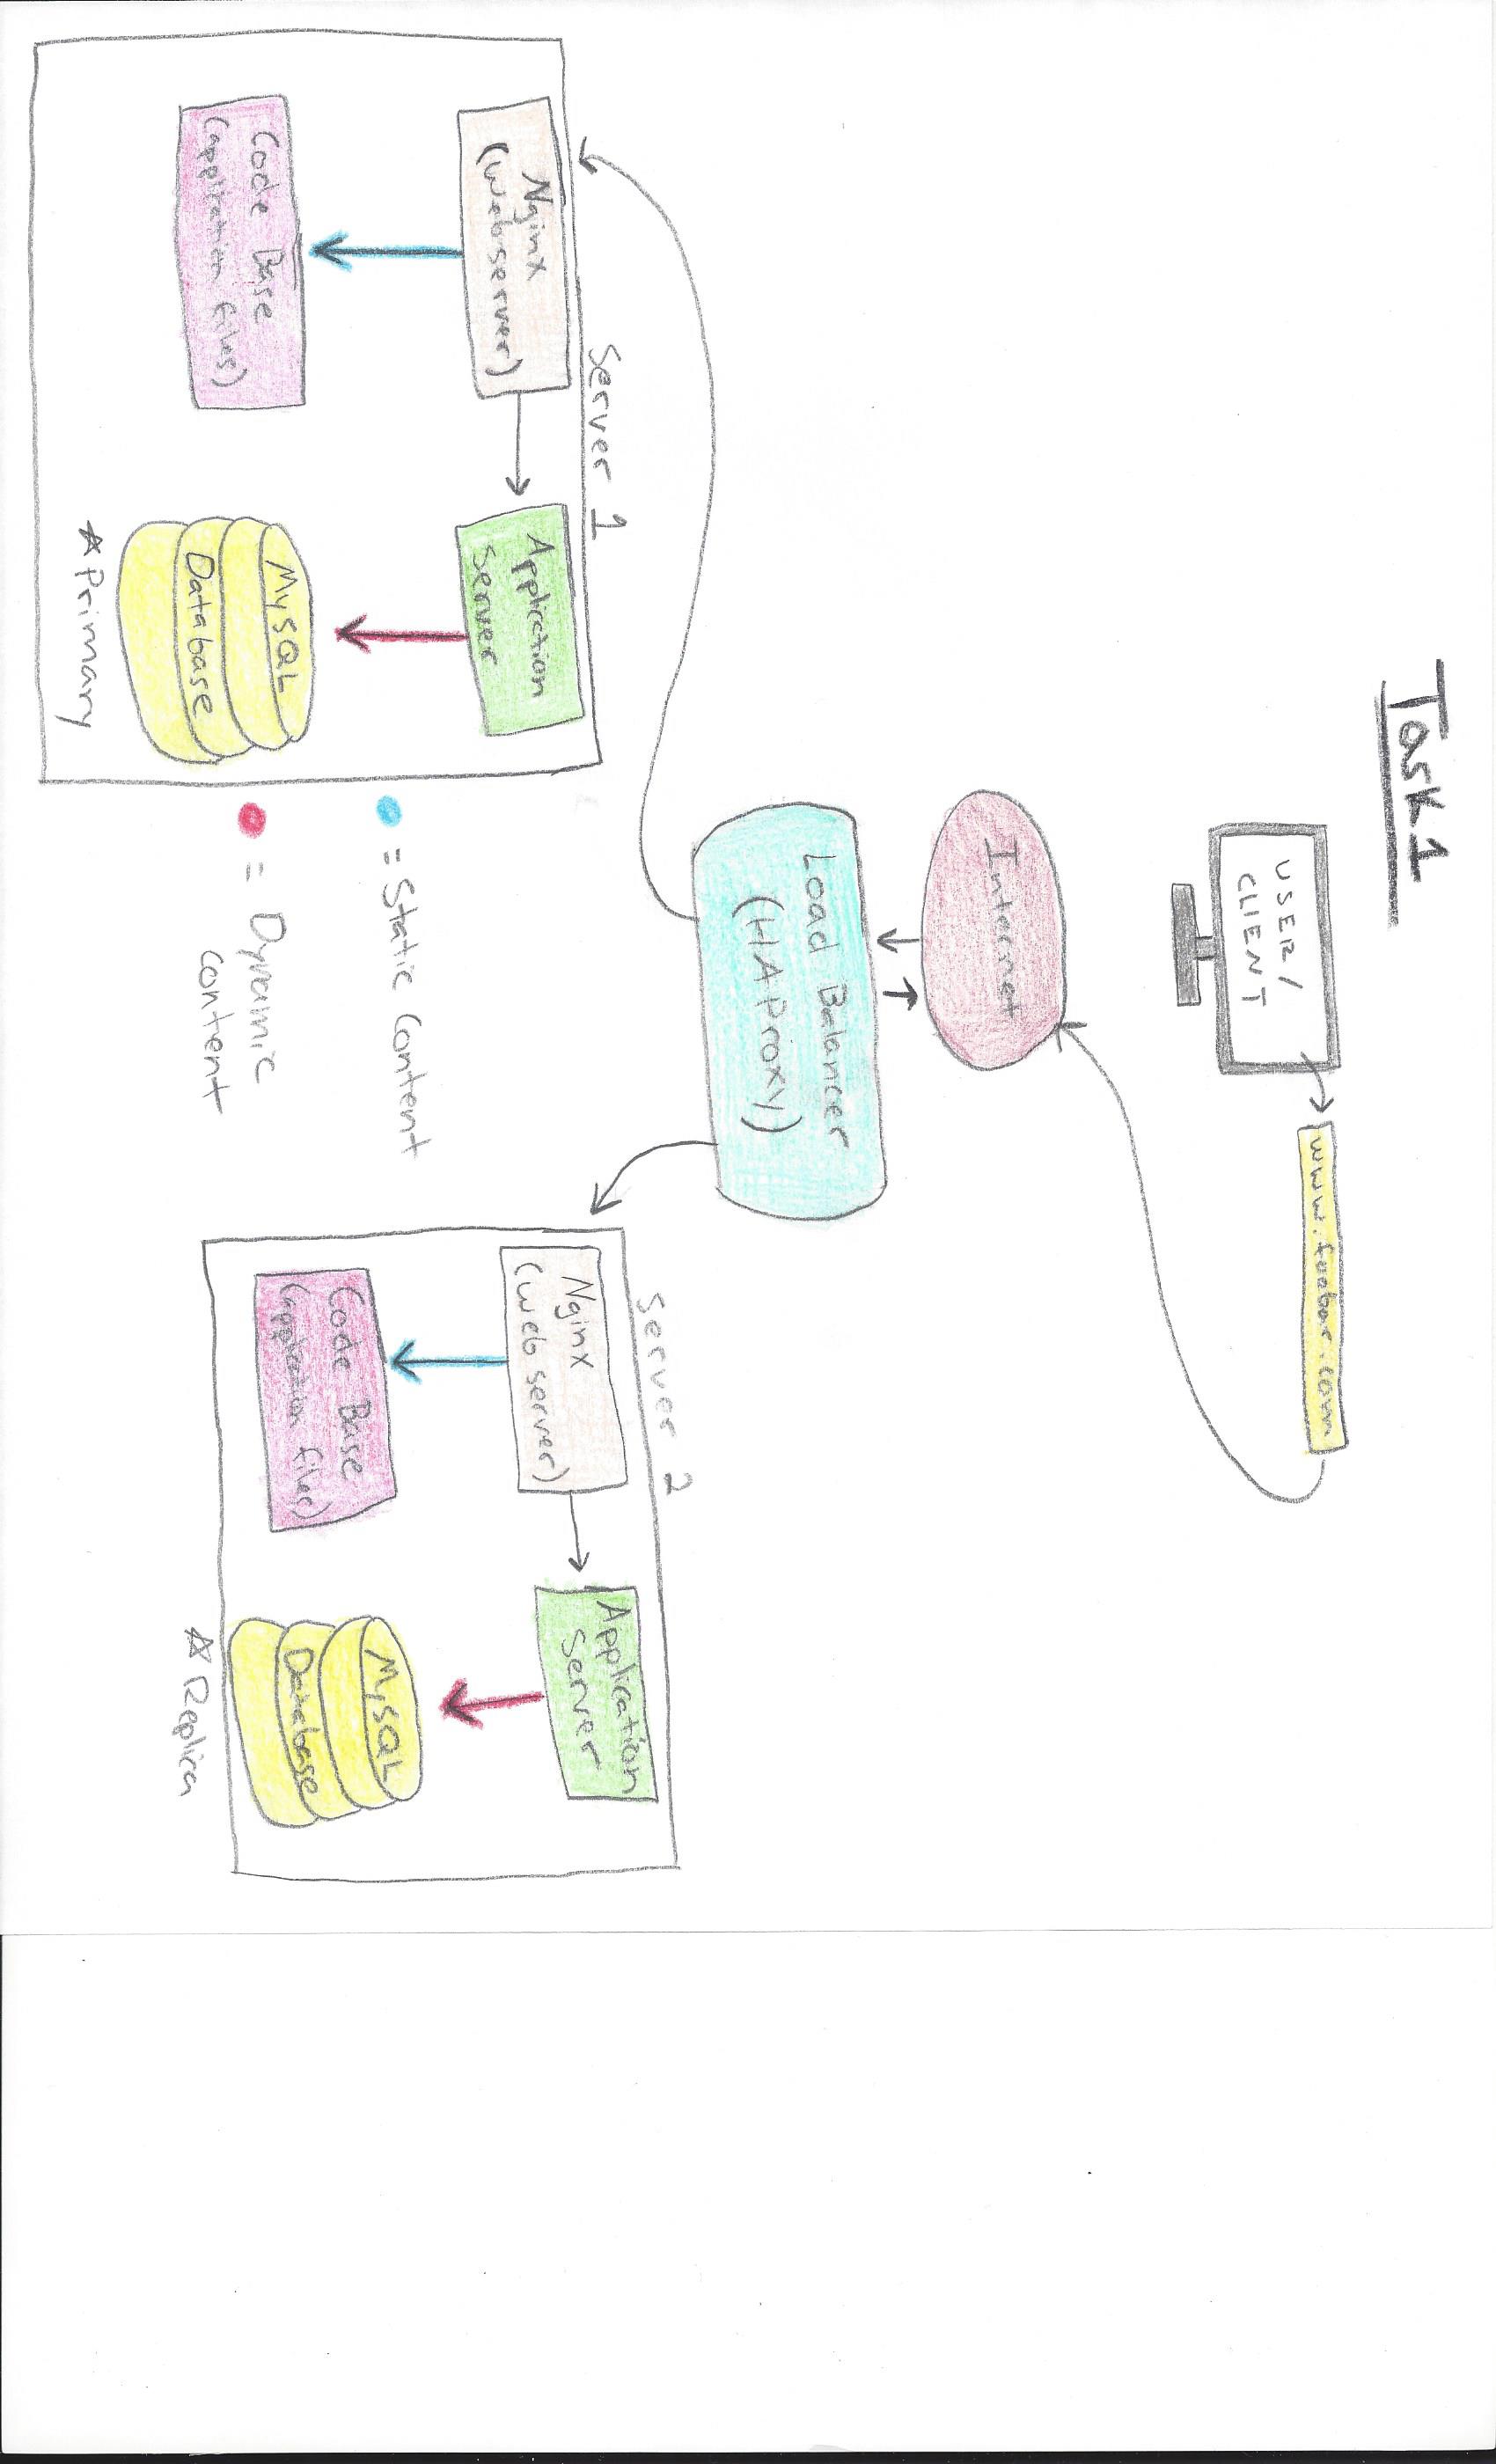 Task 1
USER/
CLIENT
www.foobar.com
Internet
Load Balancer
(HAProxy)
Server 1
Nginx
(web server)
Application
Server
Code Base
(application files)
MySQL
Database
★ Primary
= Static Content
= Dynamic
Content
Server 2
Nginx
(web server)
Application
Server
Code Base
(application files)
MySQL
Database
★ Replica